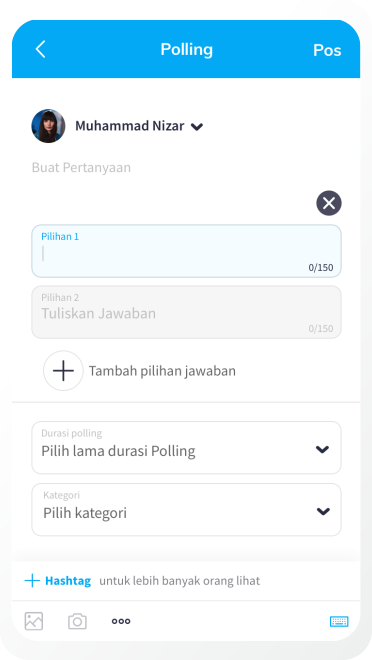 Polling
Pos
Muhammad Nizar
Buat Pertanyaan
Pilihan 1
0/150
Pilihan 2
Tuliskan Jawaban
0/150
Tambah pilihan jawaban
Durasi polling
Pilih lama durasi Polling
Kategori
Pilih kategori
Hashtag untuk lebih banyak orang lihat